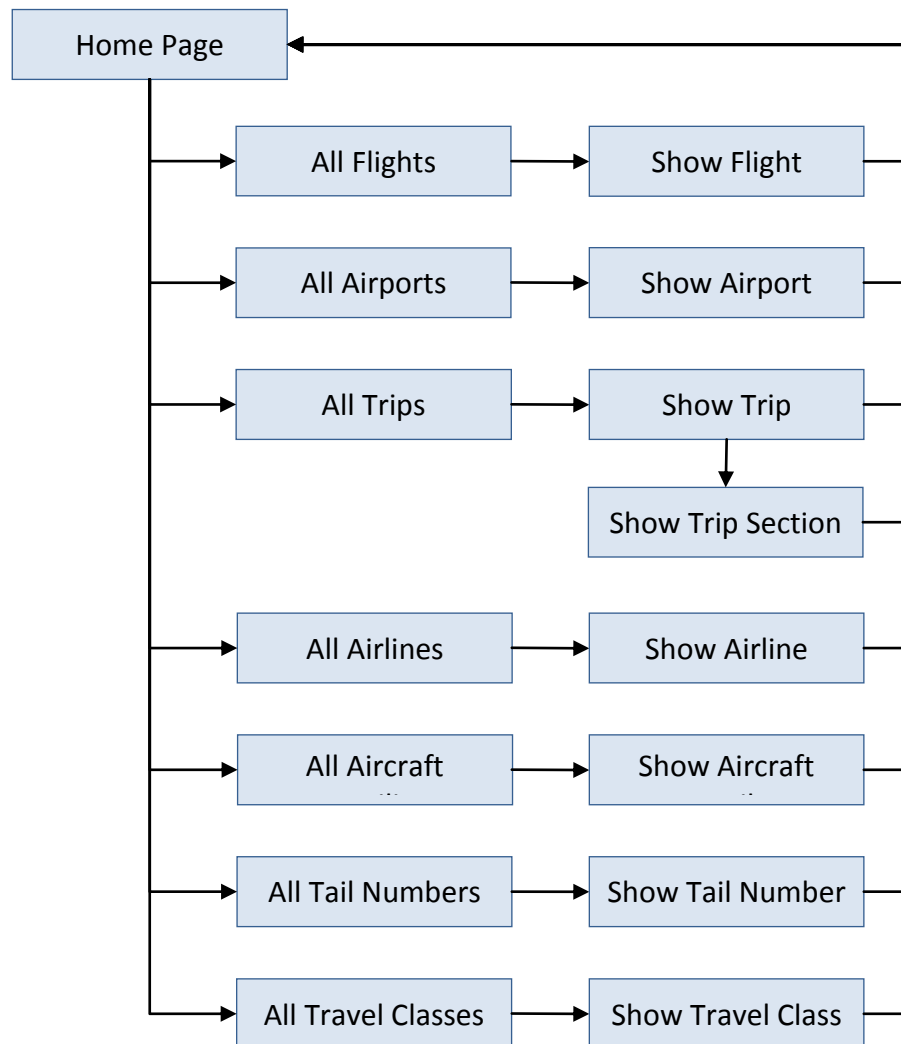 Home Page
All Flights
Show Flight
All Airports
Show Airport
All Trips
Show Trip
Show Trip Section
All Airlines
Show Airline
All Aircraft
Show Aircraft
All Tail Numbers
Show Tail Number
All Travel Classes
Show Travel Class